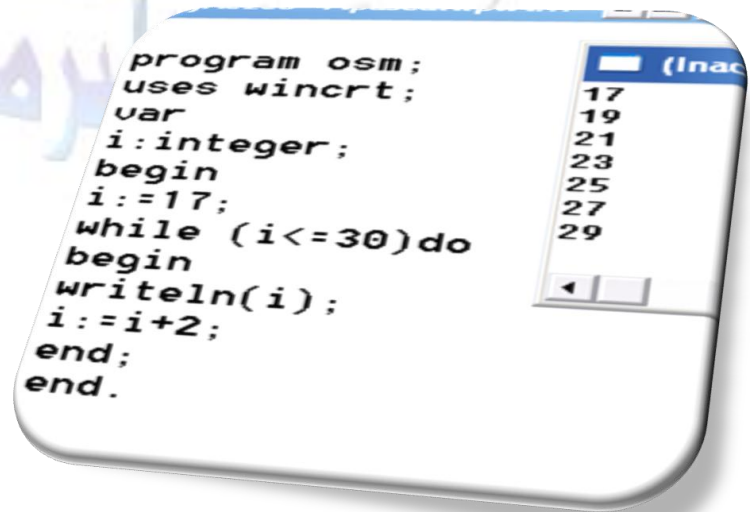 program osm;
uses wincrt;
var
i:integer;
begin
i:=17;
while (i<=30)do
begin
writeln(i);
i:=i+2;
end;
end.
(Inac
17
19
21
23
25
27
29